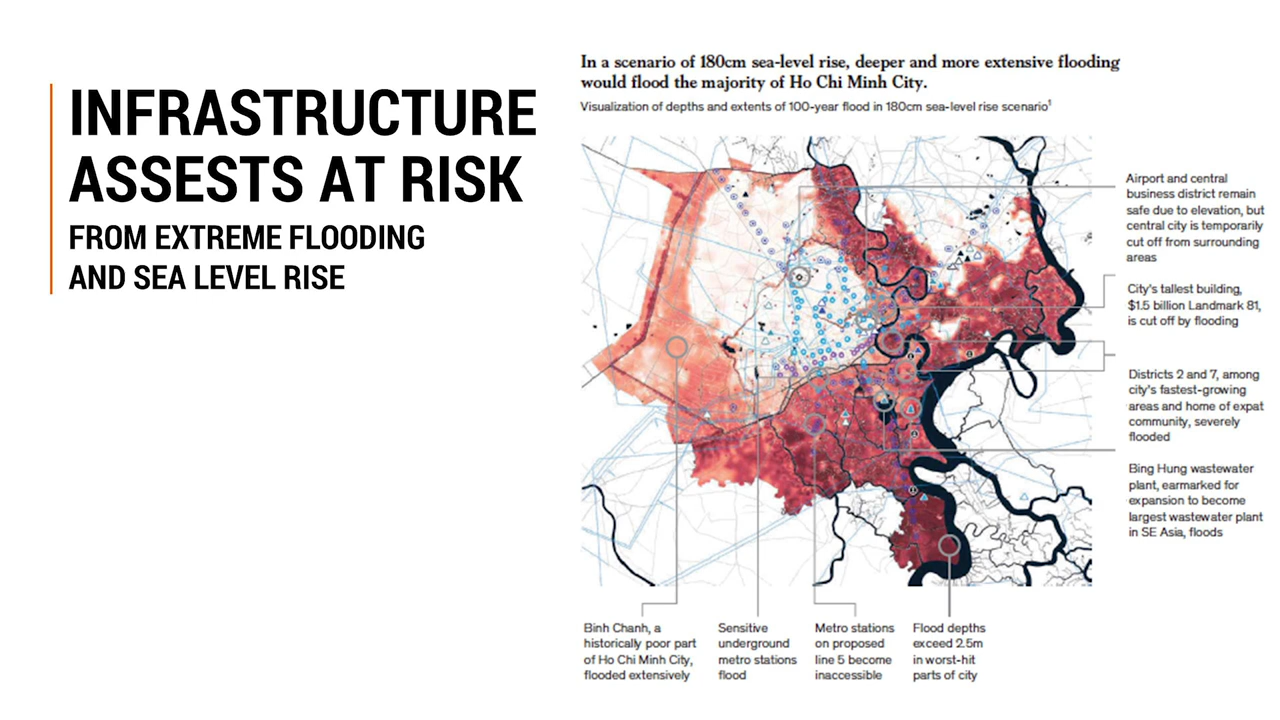 INFRASTRUCTURE
ASSESTS AT RISK
FROM EXTREME FLOODING
AND SEA LEVEL RISE
In a scenario of 180cm sea-level rise, deeper and more extensive flooding
would flood the majority of Ho Chi Minh City.
Visualization of depths and extents of 100-year flood in 180cm sea-level rise scenario¹
Airport and central
business district remain
safe due to elevation, but
central city is temporarily
cut off from surrounding
areas
City's tallest building,
$1.5 billion Landmark 81,
is cut off by flooding
Districts 2 and 7, among
city's fastest-growing
areas and home of expat
community, severely
flooded
Bing Hung wastewater
plant, earmarked for
expansion to become
largest wastewater plant
in SE Asia, floods
Binh Chanh, a
historically poor part
of Ho Chi Minh City,
flooded extensively
Sensitive
underground
metro stations
flood
Metro stations
on proposed
line 5 become
inaccessible
Flood depths
exceed 2.5m
in worst-hit
parts of city